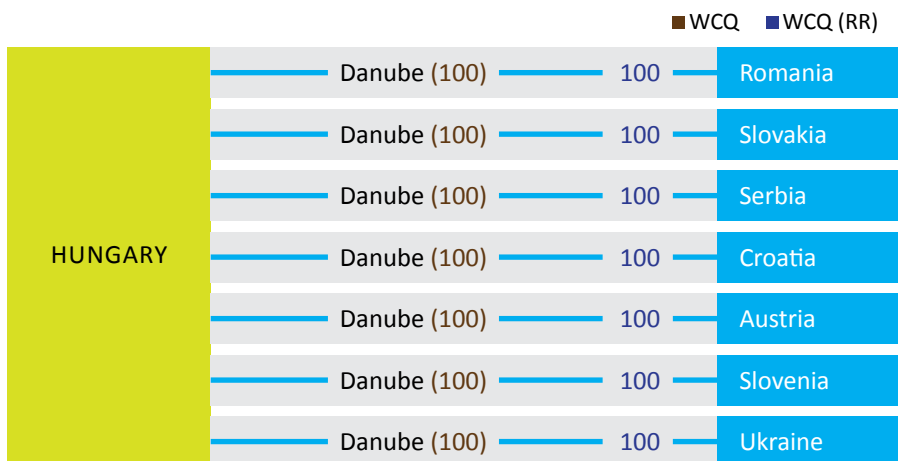 WCQ WCQ (RR)
Danube (100) 100 Romania
Danube (100) 100 Slovakia
Danube (100) 100 Serbia
HUNGARY Danube (100) 100 Croatia
Danube (100) 100 Austria
Danube (100) 100 Slovenia
Danube (100) 100 Ukraine